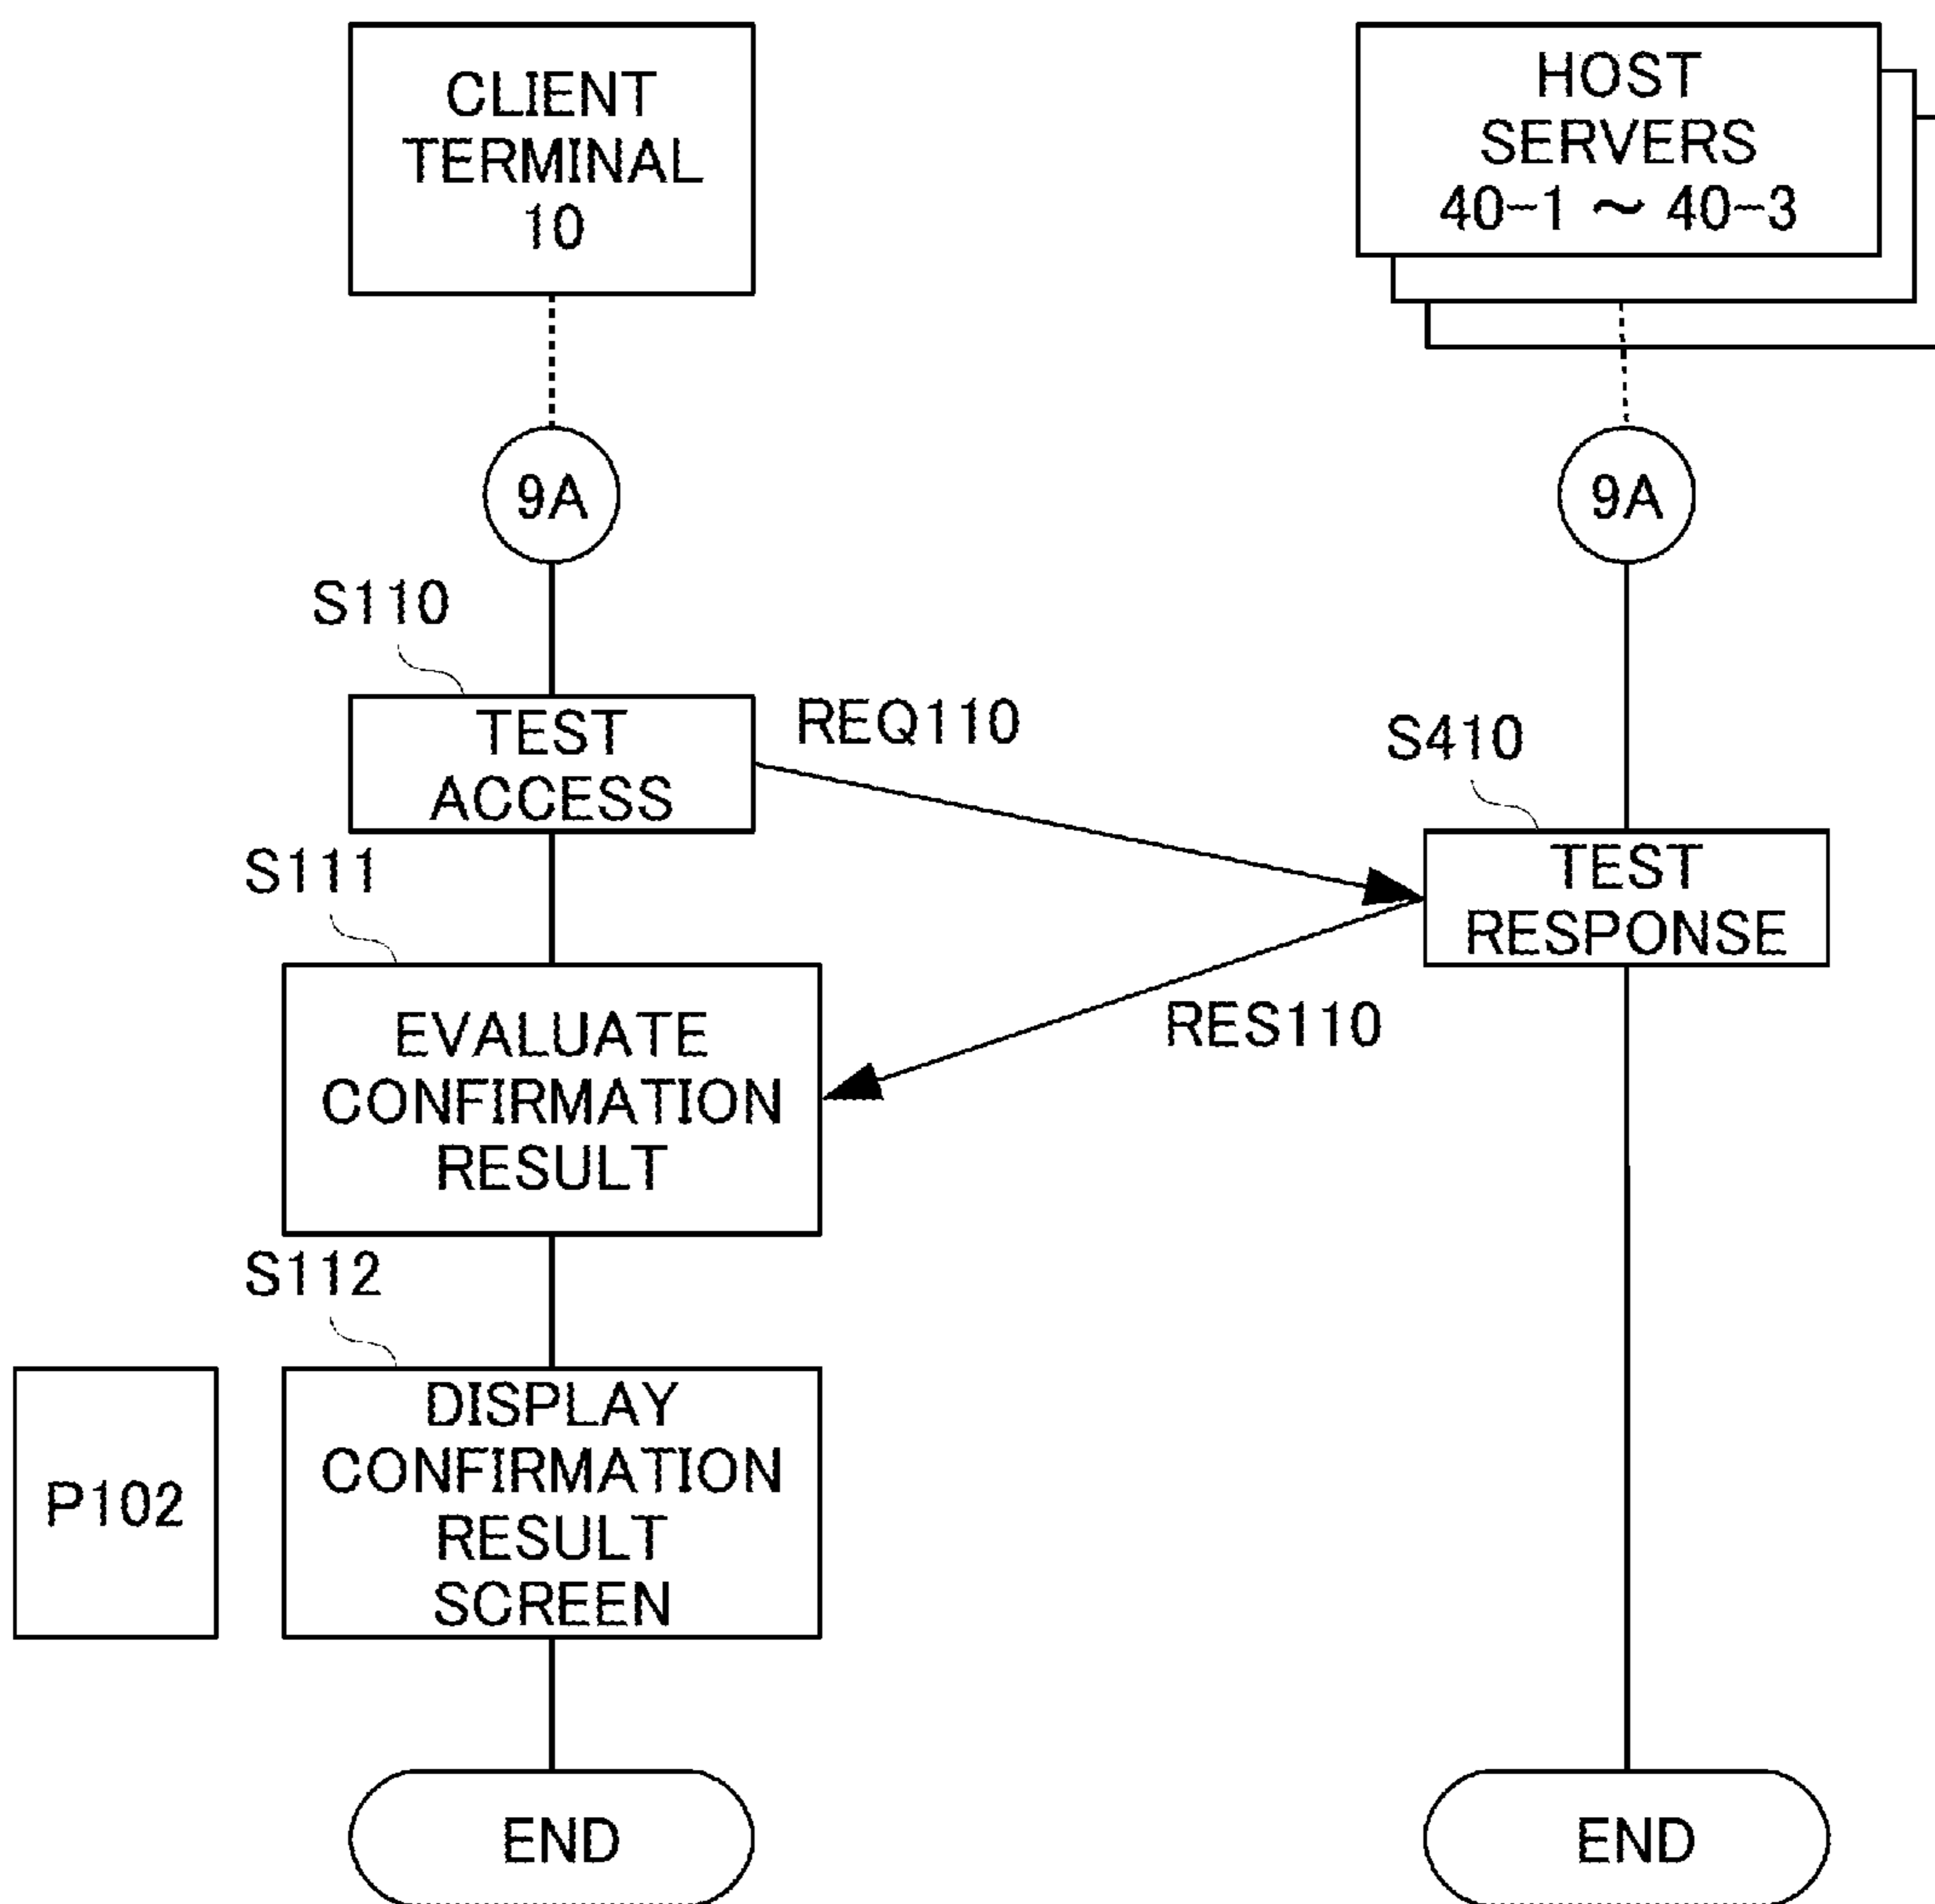 CLIENT
TERMINAL
10
HOST
SERVERS
40-1 ～ 40-3
9A
9A
S110
TEST
ACCESS
REQ110
S410
TEST
RESPONSE
S111
EVALUATE
CONFIRMATION
RESULT
RES110
S112
P102
DISPLAY
CONFIRMATION
RESULT
SCREEN
END
END